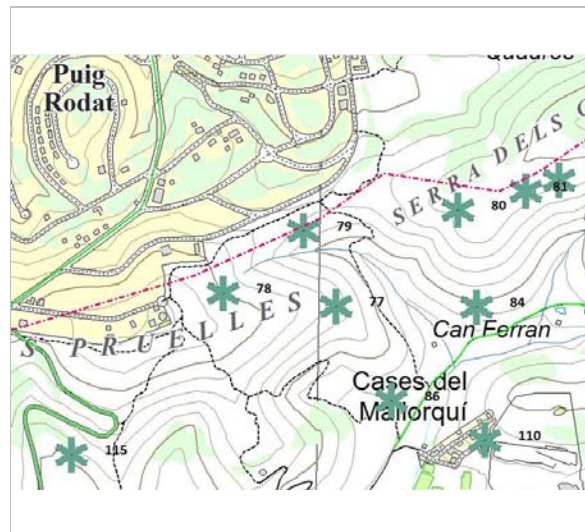 Puig
Rodat
SERRA DELS
81
80
79
78
77
84
S PRUELLES
Can Ferran
Cases del
Mallorquí
86
110
115